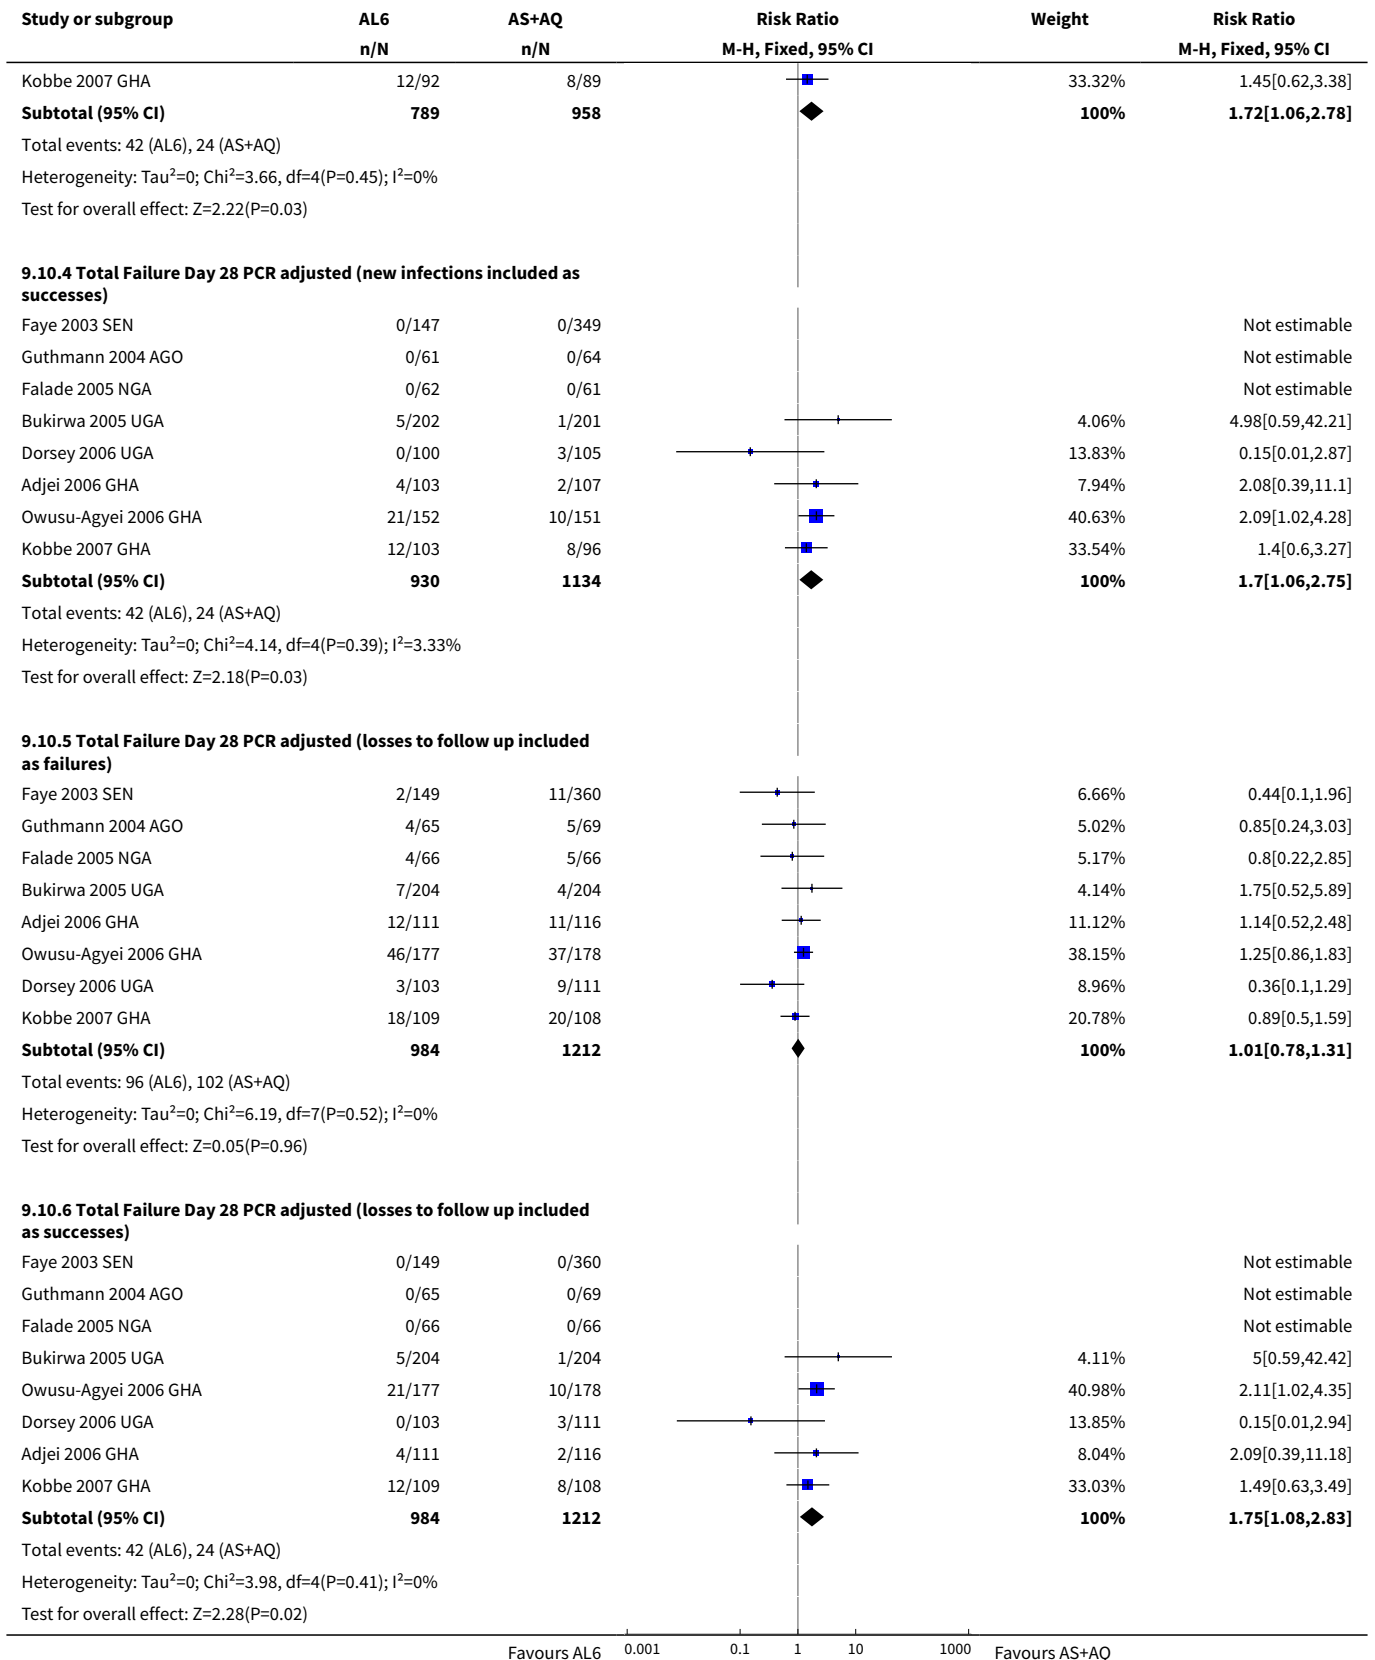 Study or subgroup AL6 AS+AQ Risk Ratio Weight Risk Ratio
n/N n/N M-H, Fixed, 95% CI M-H, Fixed, 95% CI
Kobbe 2007 GHA 12/92 8/89 33.32% 1.45[0.62,3.38]
Subtotal (95% CI) 789 958 100% 1.72[1.06,2.78]
Total events: 42 (AL6), 24 (AS+AQ)
Heterogeneity: Tau²=0; Chi²=3.66, df=4(P=0.45); I²=0%
Test for overall effect: Z=2.22(P=0.03)
9.10.4 Total Failure Day 28 PCR adjusted (new infections included as
successes)
Faye 2003 SEN 0/147 0/349 Not estimable
Guthmann 2004 AGO 0/61 0/64 Not estimable
Falade 2005 NGA 0/62 0/61 Not estimable
Bukirwa 2005 UGA 5/202 1/201 4.06% 4.98[0.59,42.21]
Dorsey 2006 UGA 0/100 3/105 13.83% 0.15[0.01,2.87]
Adjei 2006 GHA 4/103 2/107 7.94% 2.08[0.39,11.1]
Owusu-Agyei 2006 GHA 21/152 10/151 40.63% 2.09[1.02,4.28]
Kobbe 2007 GHA 12/103 8/96 33.54% 1.4[0.6,3.27]
Subtotal (95% CI) 930 1134 100% 1.7[1.06,2.75]
Total events: 42 (AL6), 24 (AS+AQ)
Heterogeneity: Tau²=0; Chi²=4.14, df=4(P=0.39); I²=3.33%
Test for overall effect: Z=2.18(P=0.03)
9.10.5 Total Failure Day 28 PCR adjusted (losses to follow up included
as failures)
Faye 2003 SEN 2/149 11/360 6.66% 0.44[0.1,1.96]
Guthmann 2004 AGO 4/65 5/69 5.02% 0.85[0.24,3.03]
Falade 2005 NGA 4/66 5/66 5.17% 0.8[0.22,2.85]
Bukirwa 2005 UGA 7/204 4/204 4.14% 1.75[0.52,5.89]
Adjei 2006 GHA 12/111 11/116 11.12% 1.14[0.52,2.48]
Owusu-Agyei 2006 GHA 46/177 37/178 38.15% 1.25[0.86,1.83]
Dorsey 2006 UGA 3/103 9/111 8.96% 0.36[0.1,1.29]
Kobbe 2007 GHA 18/109 20/108 20.78% 0.89[0.5,1.59]
Subtotal (95% CI) 984 1212 100% 1.01[0.78,1.31]
Total events: 96 (AL6), 102 (AS+AQ)
Heterogeneity: Tau²=0; Chi²=6.19, df=7(P=0.52); I²=0%
Test for overall effect: Z=0.05(P=0.96)
9.10.6 Total Failure Day 28 PCR adjusted (losses to follow up included
as successes)
Faye 2003 SEN 0/149 0/360 Not estimable
Guthmann 2004 AGO 0/65 0/69 Not estimable
Falade 2005 NGA 0/66 0/66 Not estimable
Bukirwa 2005 UGA 5/204 1/204 4.11% 5[0.59,42.42]
Owusu-Agyei 2006 GHA 21/177 10/178 40.98% 2.11[1.02,4.35]
Dorsey 2006 UGA 0/103 3/111 13.85% 0.15[0.01,2.94]
Adjei 2006 GHA 4/111 2/116 8.04% 2.09[0.39,11.18]
Kobbe 2007 GHA 12/109 8/108 33.03% 1.49[0.63,3.49]
Subtotal (95% CI) 984 1212 100% 1.75[1.08,2.83]
Total events: 42 (AL6), 24 (AS+AQ)
Heterogeneity: Tau²=0; Chi²=3.98, df=4(P=0.41); I²=0%
Test for overall effect: Z=2.28(P=0.02)
Favours AL6 0.001 0.1 1 10 1000 Favours AS+AQ